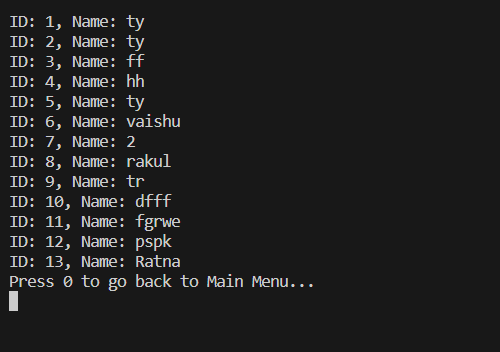 ID: 1, Name: ty
ID: 2, Name: ty
ID: 3, Name: ff
ID: 4, Name: hh
ID: 5, Name: ty
ID: 6, Name: vaishu
ID: 7, Name: 2
ID: 8, Name: rakul
ID: 9, Name: tr
ID: 10, Name: dfff
ID: 11, Name: fgrwe
ID: 12, Name: pspk
ID: 13, Name: Ratna
Press 0 to go back to Main Menu...